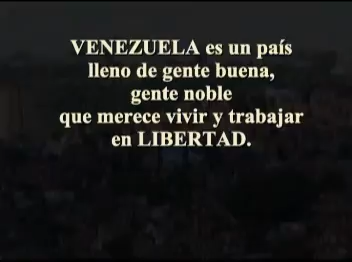 VENEZUELA es un país
lleno de gente buena,
gente noble
que merece vivir y trabajar
en LIBERTAD.